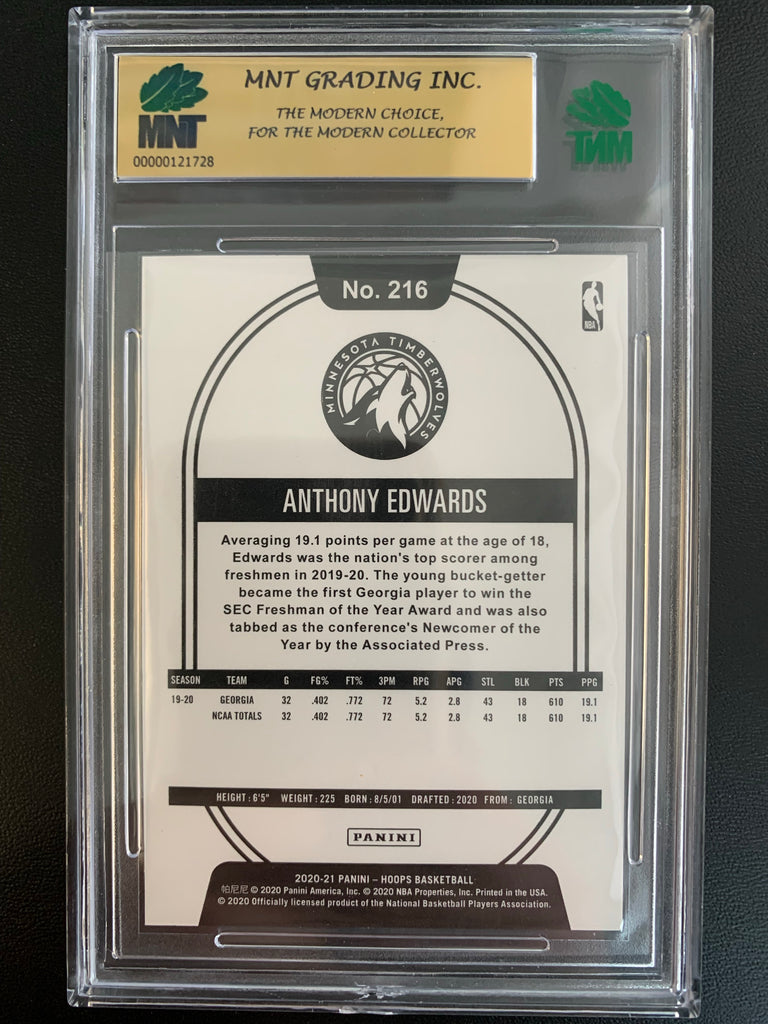 MNT GRADING INC.
THE MODERN CHOICE,
FOR THE MODERN COLLECTOR
MNT
00000121728
MNT
No. 216
NBA
MINNESOTA TIMBERWOLVES
ANTHONY EDWARDS
Averaging 19.1 points per game at the age of 18,
Edwards was the nation's top scorer among
freshmen in 2019-20. The young bucket-getter
became the first Georgia player to win the
SEC Freshman of the Year Award and was also
tabbed as the conference's Newcomer of the
Year by the Associated Press.
SEASON TEAM G FG% FT% 3PM RPG APG STL BLK PTS PPG
19-20 GEORGIA 32 .402 .772 72 5.2 2.8 43 18 610 19.1
NCAA TOTALS 32 .402 .772 72 5.2 2.8 43 18 610 19.1
HEIGHT: 6'5" WEIGHT: 225 BORN: 8/5/01 DRAFTED: 2020 FROM: GEORGIA
PANINI
2020-21 PANINI – HOOPS BASKETBALL
帕尼尼 © 2020 Panini America, Inc. © 2020 NBA Properties, Inc. Printed in the USA.
© 2020 Officially licensed product of the National Basketball Players Association.